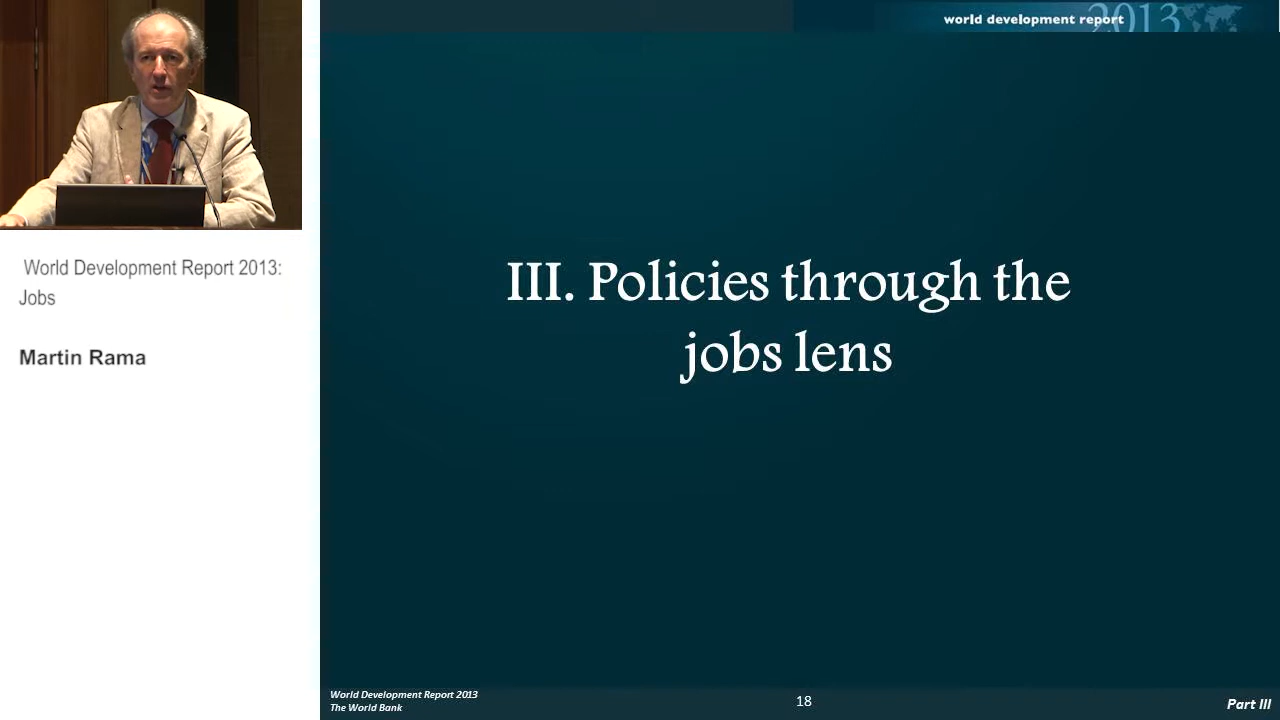 world development report 2013
World Development Report 2013:
Jobs
Martin Rama
III. Policies through the
jobs lens
World Development Report 2013
The World Bank
18
Part III